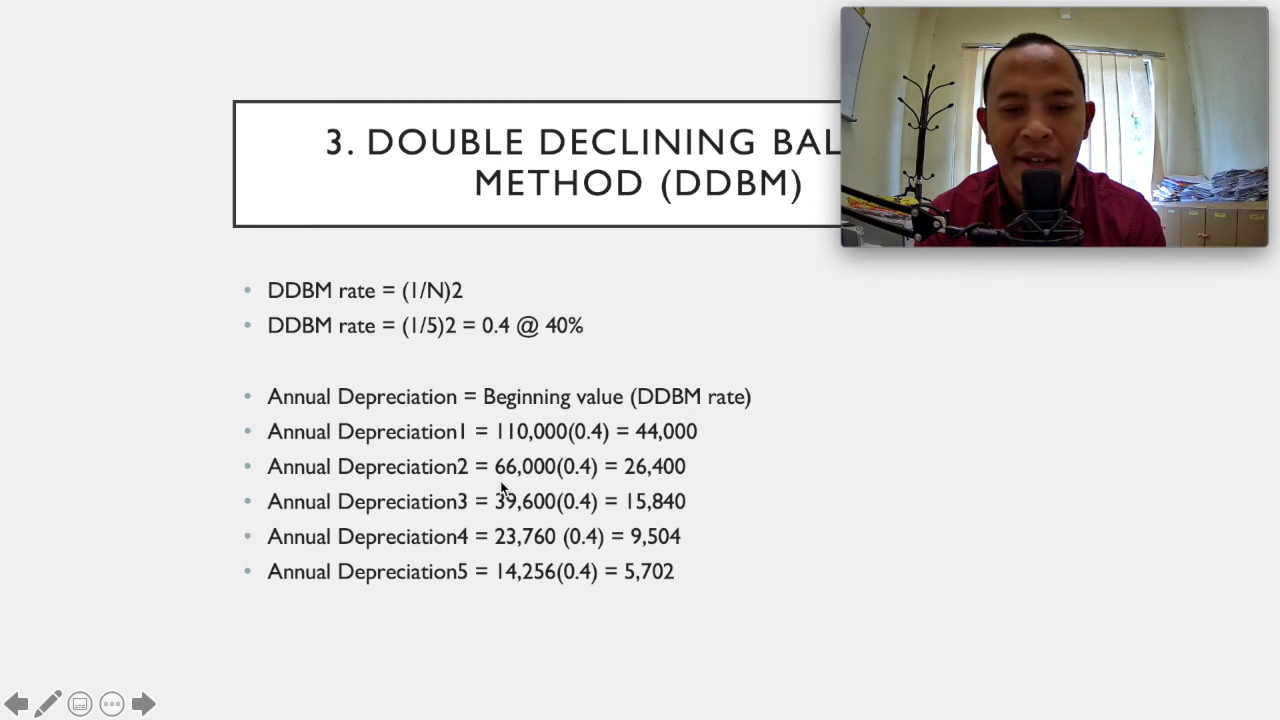 3. DOUBLE DECLINING BAL
METHOD (DDBM)
• DDBM rate = (1/N)2
• DDBM rate = (1/5)2 = 0.4 @ 40%
• Annual Depreciation = Beginning value (DDBM rate)
• Annual Depreciation1 = 110,000(0.4) = 44,000
• Annual Depreciation2 = 66,000(0.4) = 26,400
• Annual Depreciation3 = 39,600(0.4) = 15,840
• Annual Depreciation4 = 23,760 (0.4) = 9,504
• Annual Depreciation5 = 14,256(0.4) = 5,702